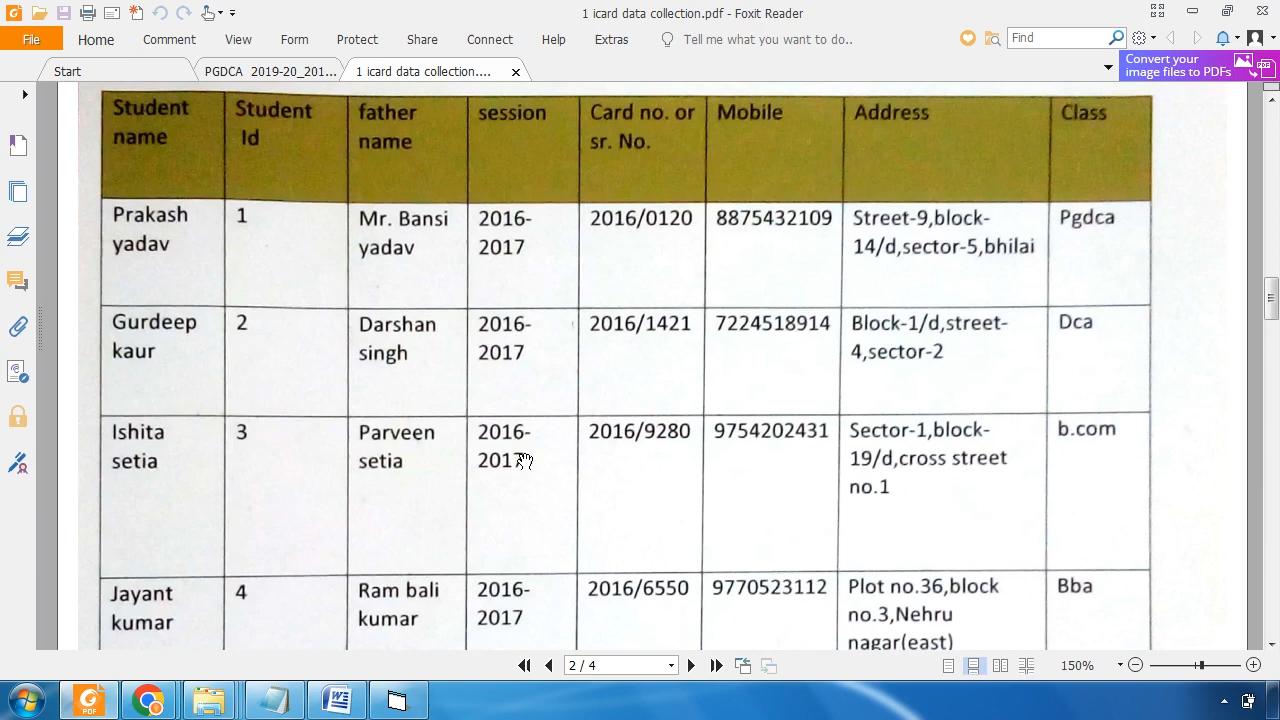 1 icard data collection.pdf - Foxit Reader
File Home Comment View Form Protect Share Connect Help Extras Tell me what you want to do.. Find
Start PGDCA 2019-20_201... 1 icard data collection....
Convert your
image files to PDFs
Student name Student Id father name session Card no. or sr. No. Mobile Address Class
Prakash 1 Mr. Bansi 2016- 2016/0120 8875432109 Street-9,block- Pgdca
yadav yadav 2017 14/d,sector-5,bhilai
Gurdeep 2 Darshan 2016- 2016/1421 7224518914 Block-1/d,street- Dca
kaur singh 2017 4,sector-2
Ishita 3 Parveen 2016- 2016/9280 9754202431 Sector-1,block- b.com
setia setia 2017 19/d,cross street
no.1
Jayant 4 Ram bali 2016- 2016/6550 9770523112 Plot no.36,block Bba
kumar kumar 2017 no.3,Nehru
nagar(east)
2 / 4 150%
PDF